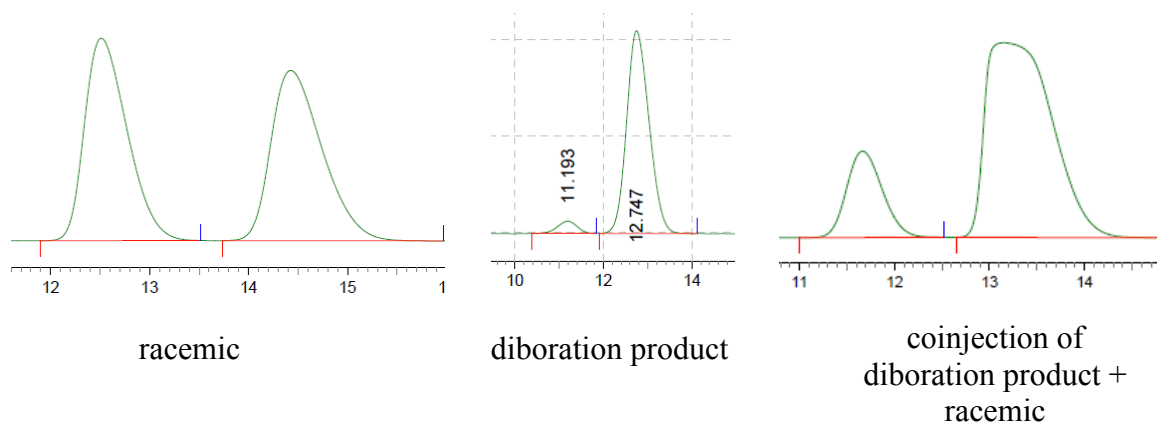 12 13 14 15 1
racemic
11.193
12.747
10 12 14
diboration product
11 12 13 14
coinjection of
diboration product +
racemic